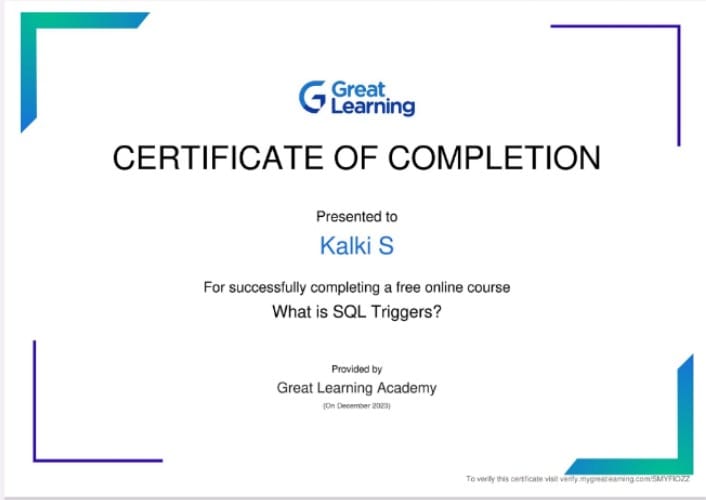 Great
Learning
CERTIFICATE OF COMPLETION
Presented to
Kalki S
For successfully completing a free online course
What is SQL Triggers?
Provided by
Great Learning Academy
(On December 2023)
To verify this certificate visit verify.mygreatlearning.com/